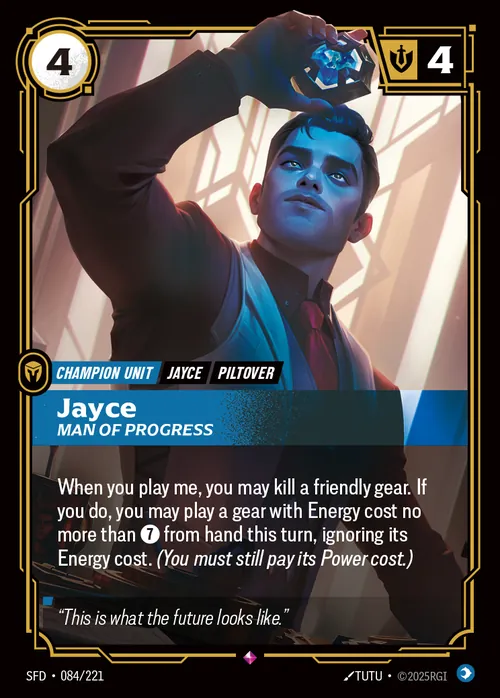 4
4
CHAMPION UNIT
JAYCE
PILTOVER
Jayce
MAN OF PROGRESS
When you play me, you may kill a friendly gear. If
you do, you may play a gear with Energy cost no
more than 7 from hand this turn, ignoring its
Energy cost. (You must still pay its Power cost.)
“This is what the future looks like.”
SFD • 084/221
TUTU • ©2025RGI